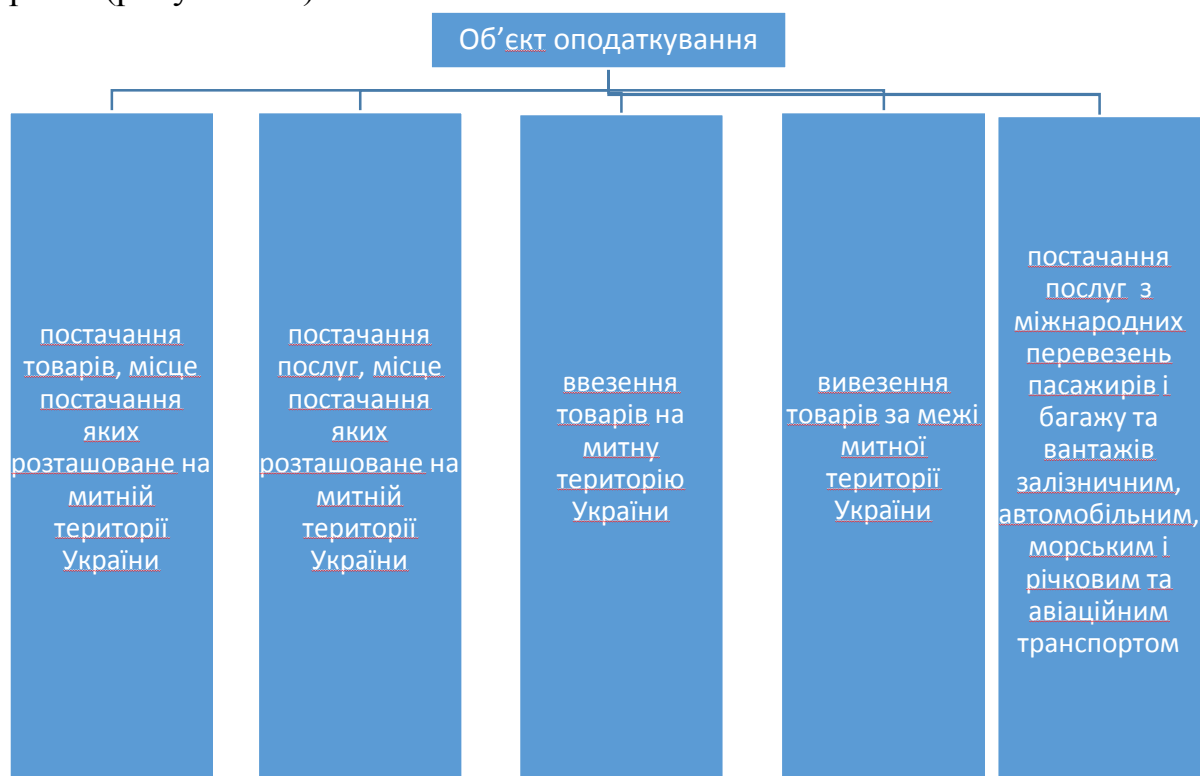 Об’єкт оподаткування
постачання
товарів, місце
постачання
яких
розташоване на
митній
території
України
постачання
послуг, місце
постачання
яких
розташоване на
митній
території
України
ввезення
товарів на
митну
територію
України
вивезення
товарів за межі
митної
території
України
постачання
послуг з
міжнародних
перевезень
пасажирів і
багажу та
вантажів
залізничним,
автомобільним,
морським і
річковим та
авіаційним
транспортом